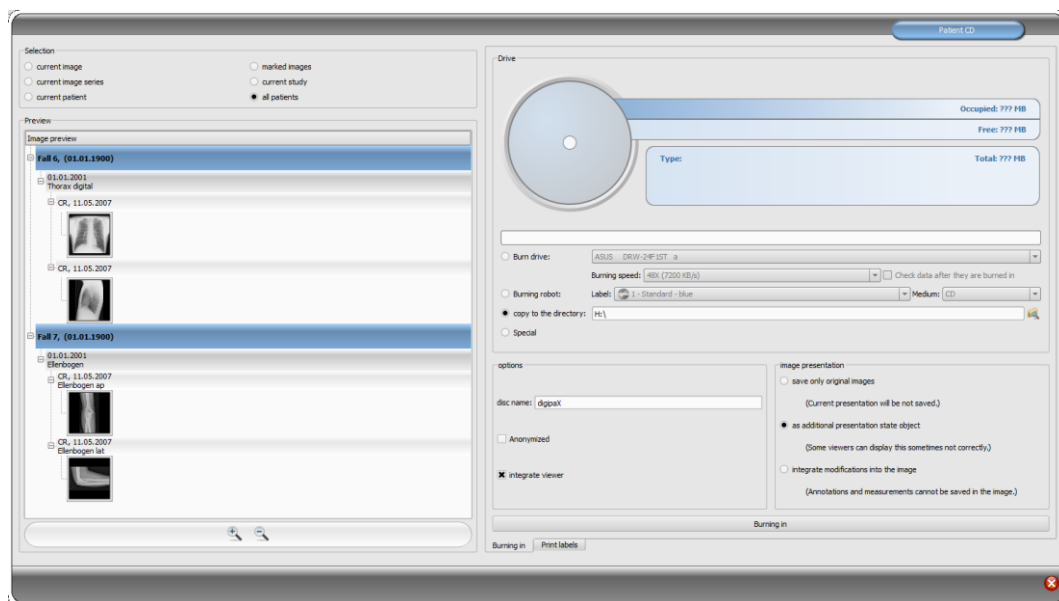 Patient CD
Selection
current image
marked images
current image series
current study
current patient
all patients
Preview
Image preview
Fall 6, (01.01.1900)
01.01.2001
Thorax digital
CR, 11.05.2007
CR, 11.05.2007
Fall 7, (01.01.1900)
01.01.2001
Ellenbogen
CR, 11.05.2007
Ellenbogen ap
CR, 11.05.2007
Ellenbogen lat
Drive
Occupied: ??? MB
Free: ??? MB
Type: Total: ??? MB
Burn drive: ASUS DRW-24F1ST a
Burning speed: 48X (7200 KB/s) Check data after they are burned in
Burning robot: Label: 1 - Standard - blue Medium: CD
copy to the directory: H:\
Special
options
disc name: digipaX
Anonymized
integrate viewer
image presentation
save only original images
(Current presentation will be not saved.)
as additional presentation state object
(Some viewers can display this sometimes not correctly.)
integrate modifications into the image
(Annotations and measurements cannot be saved in the image.)
Burning in
Burning in Print labels